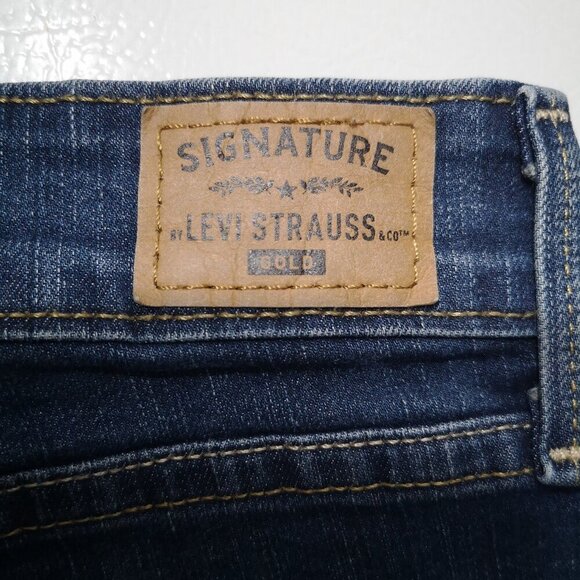 SIGNATURE
BY LEVI STRAUSS & CO™
GOLD